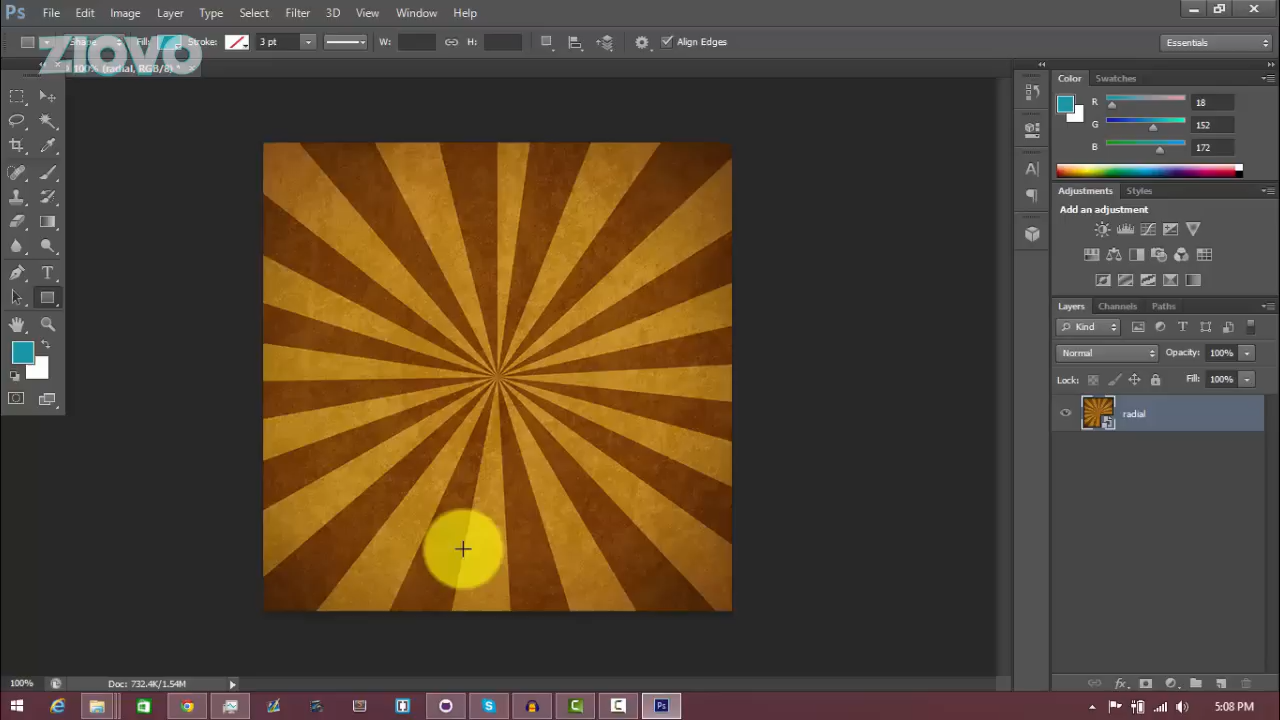 Ps File Edit Image Layer Type Select Filter 3D View Window Help
ZIOVO
Shape Fill: Stroke: 3 pt W: H: Align Edges Essentials
100% (radial, RGB/8) *
Color Swatches
R 18
G 152
B 172
Adjustments Styles
Add an adjustment
Layers Channels Paths
Kind
Normal Opacity: 100%
Lock: Fill: 100%
radial
100% Doc: 732.4K/1.54M
5:08 PM